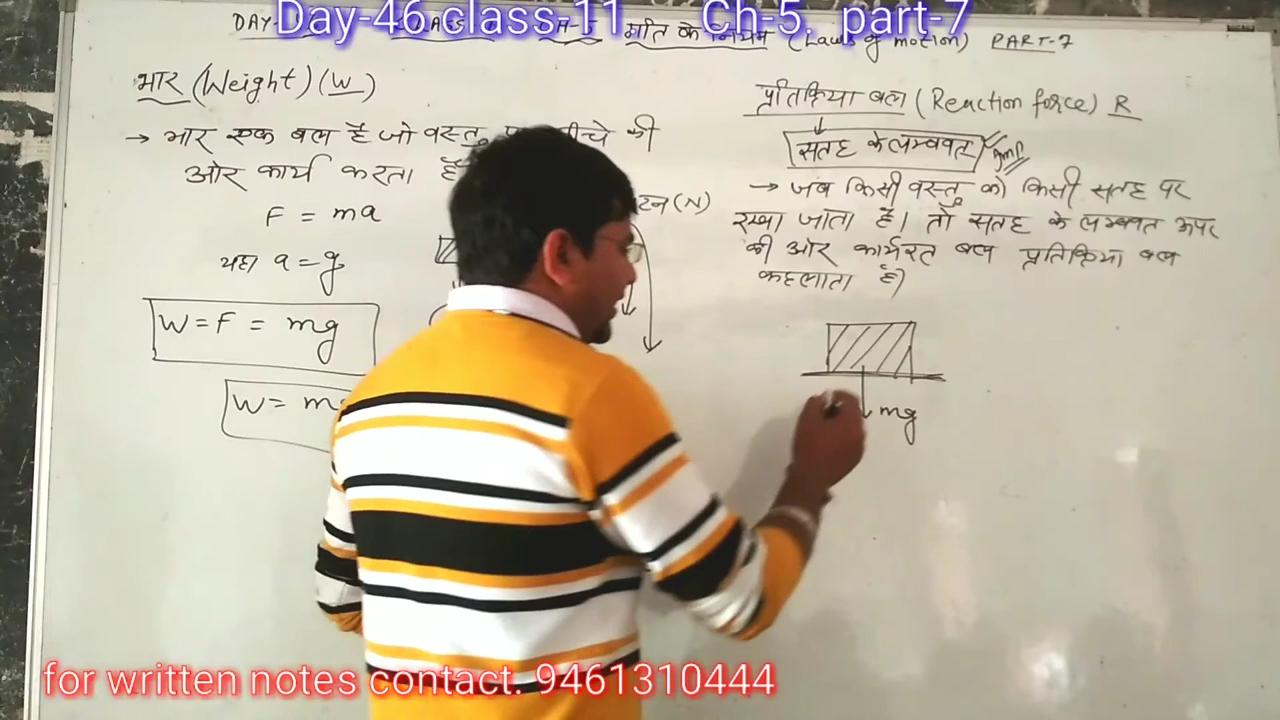 Day-46 class-11 Ch-5. part-7
DAY- गति के नियम (Laws of motion) PART-7
भार (Weight) (W)
→ भार एक बल है जो वस्तु नीचे की
ओर कार्य करता है
टन (N)
F = ma
यहा a = g
W = F = mg
W = m
प्रतिक्रिया बल (Reaction force) R
सतह के लम्बवत Imp
→ जब किसी वस्तु को किसी सतह पर
रखा जाता है। तो सतह के लम्बवत ऊपर
की ओर कार्यरत बल प्रतिक्रिया बल
कहलाता है)
mg
for written notes contact. 9461310444